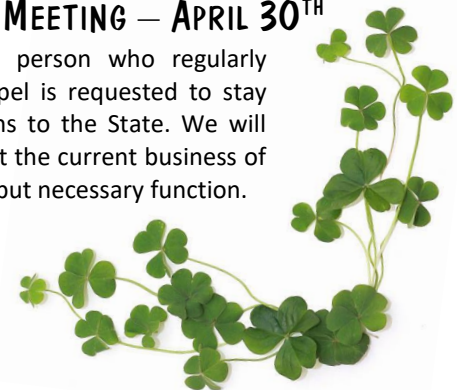 MEETING – APRIL 30TH
person who regularly
pel is requested to stay
ns to the State. We will
t the current business of
out necessary function.